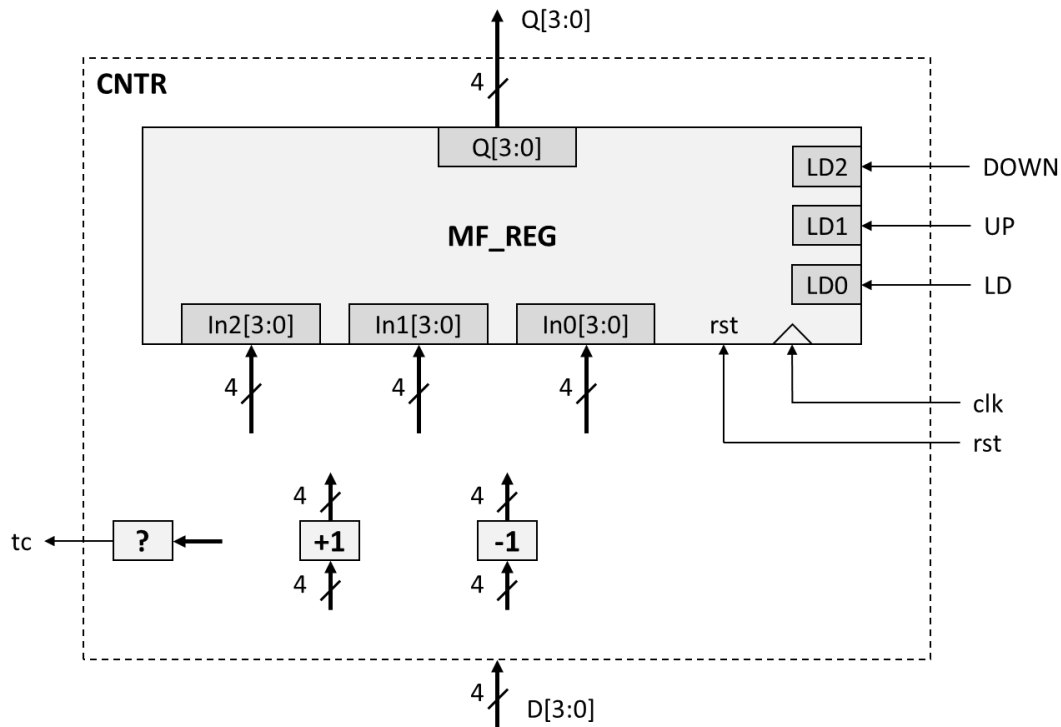 Q[3:0]
4
CNTR
Q[3:0]
LD2
DOWN
MF_REG
LD1
UP
LD0
LD
In2[3:0]
In1[3:0]
In0[3:0]
rst
4
4
4
clk
rst
4
4
tc
?
+1
-1
4
4
4
D[3:0]